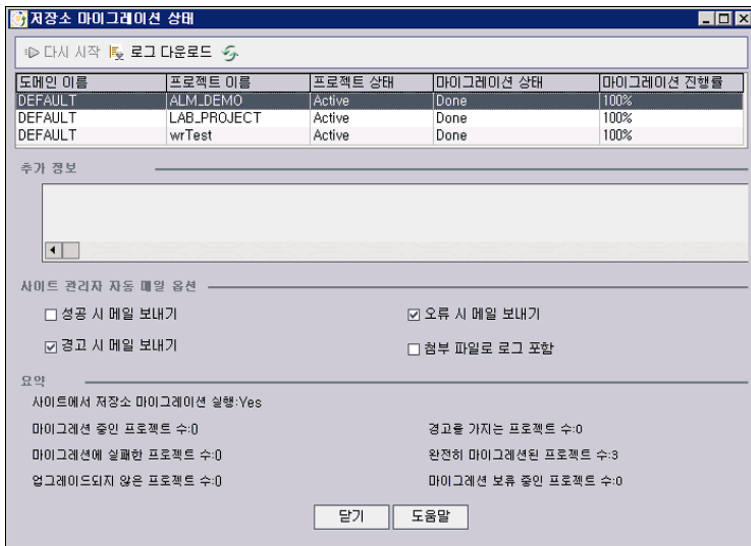 저장소 마이그레이션 상태
다시 시작 로그 다운로드
도메인 이름 프로젝트 이름 프로젝트 상태 마이그레이션 상태 마이그레이션 진행률
DEFAULT ALM_DEMO Active Done 100%
DEFAULT LAB_PROJECT Active Done 100%
DEFAULT wrTest Active Done 100%
추가 정보
사이트 관리자 자동 메일 옵션
성공 시 메일 보내기 오류 시 메일 보내기
경고 시 메일 보내기 첨부 파일로 로그 포함
요약
사이트에서 저장소 마이그레이션 실행:Yes
마이그레션 중인 프로젝트 수:0 경고을 가지는 프로젝트 수:0
마이그레션에 실패한 프로젝트 수:0 완전히 마이그레션된 프로젝트 수:3
업그레이드되지 않은 프로젝트 수:0 마이그레션 보류 중인 프로젝트 수:0
닫기 도움말